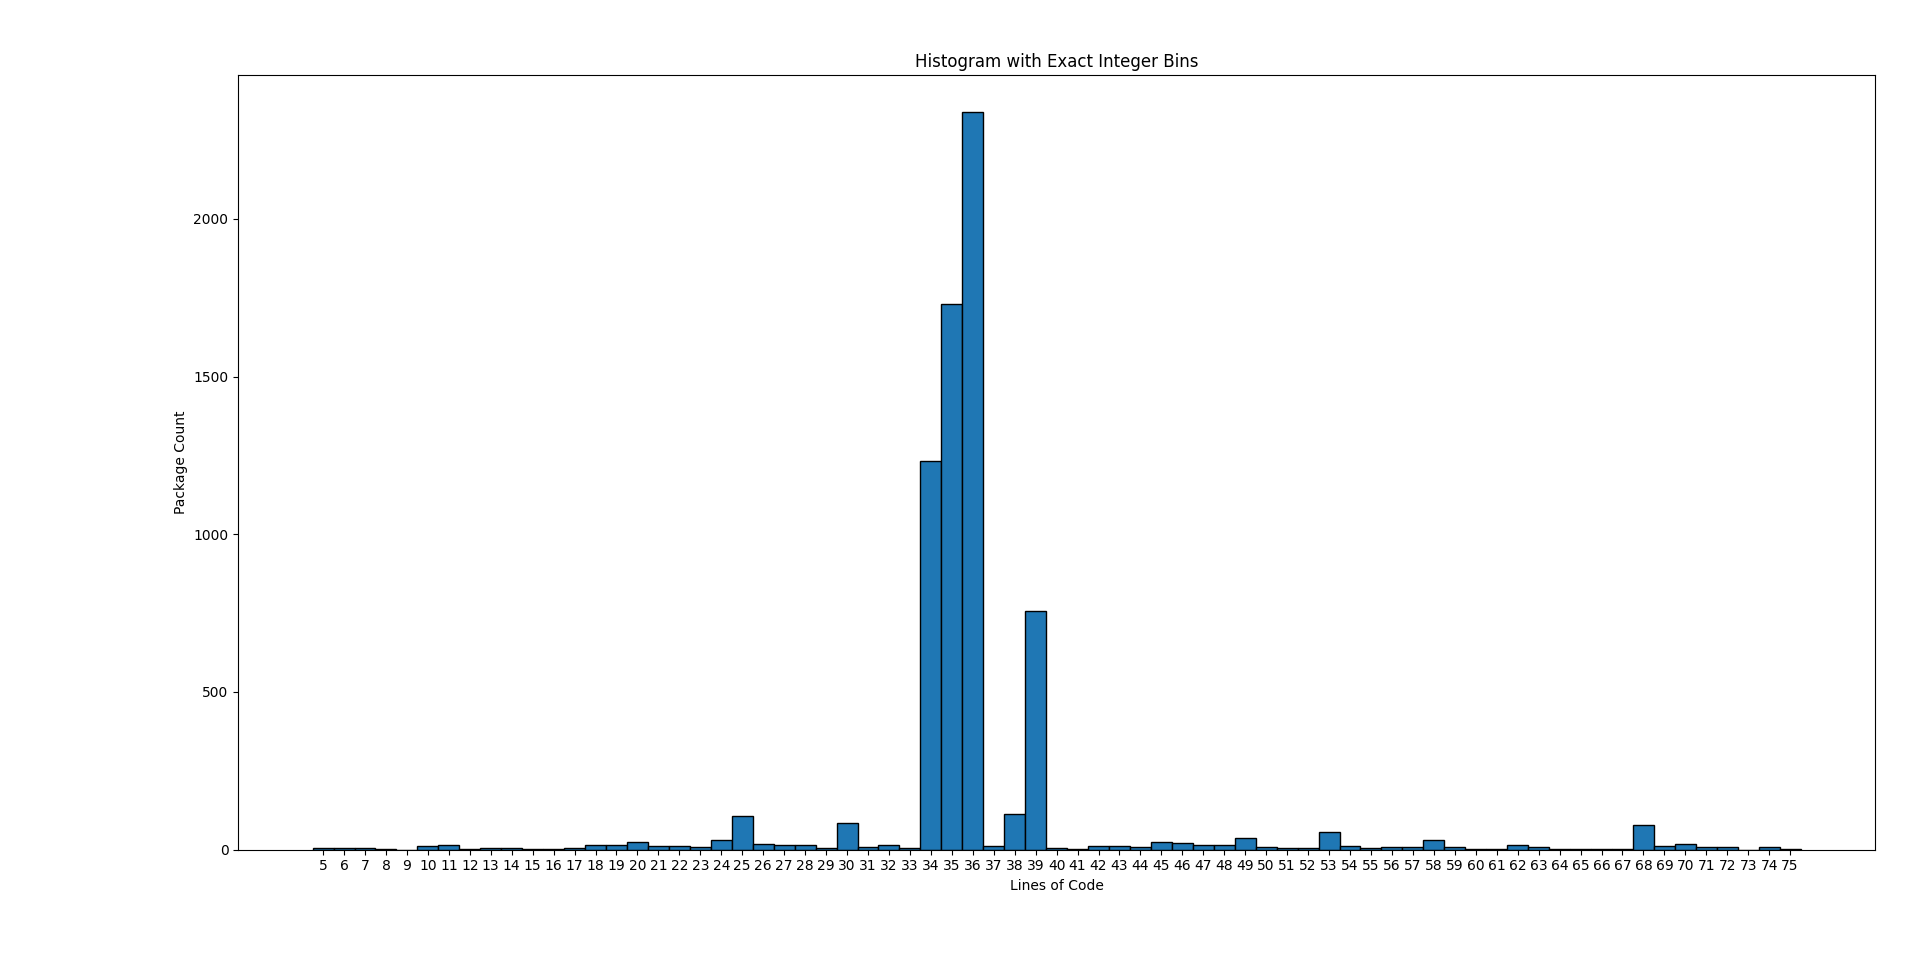 Histogram with Exact Integer Bins
2000
1500
1000
500
0
Package Count
5 6 7 8 9 10 11 12 13 14 15 16 17 18 19 20 21 22 23 24 25 26 27 28 29 30 31 32 33 34 35 36 37 38 39 40 41 42 43 44 45 46 47 48 49 50 51 52 53 54 55 56 57 58 59 60 61 62 63 64 65 66 67 68 69 70 71 72 73 74 75
Lines of Code